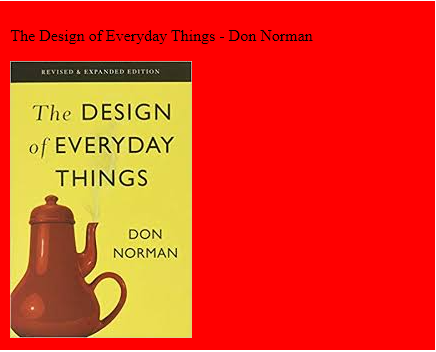 The Design of Everyday Things - Don Norman
REVISED & EXPANDED EDITION
The DESIGN
of EVERYDAY
THINGS
DON
NORMAN